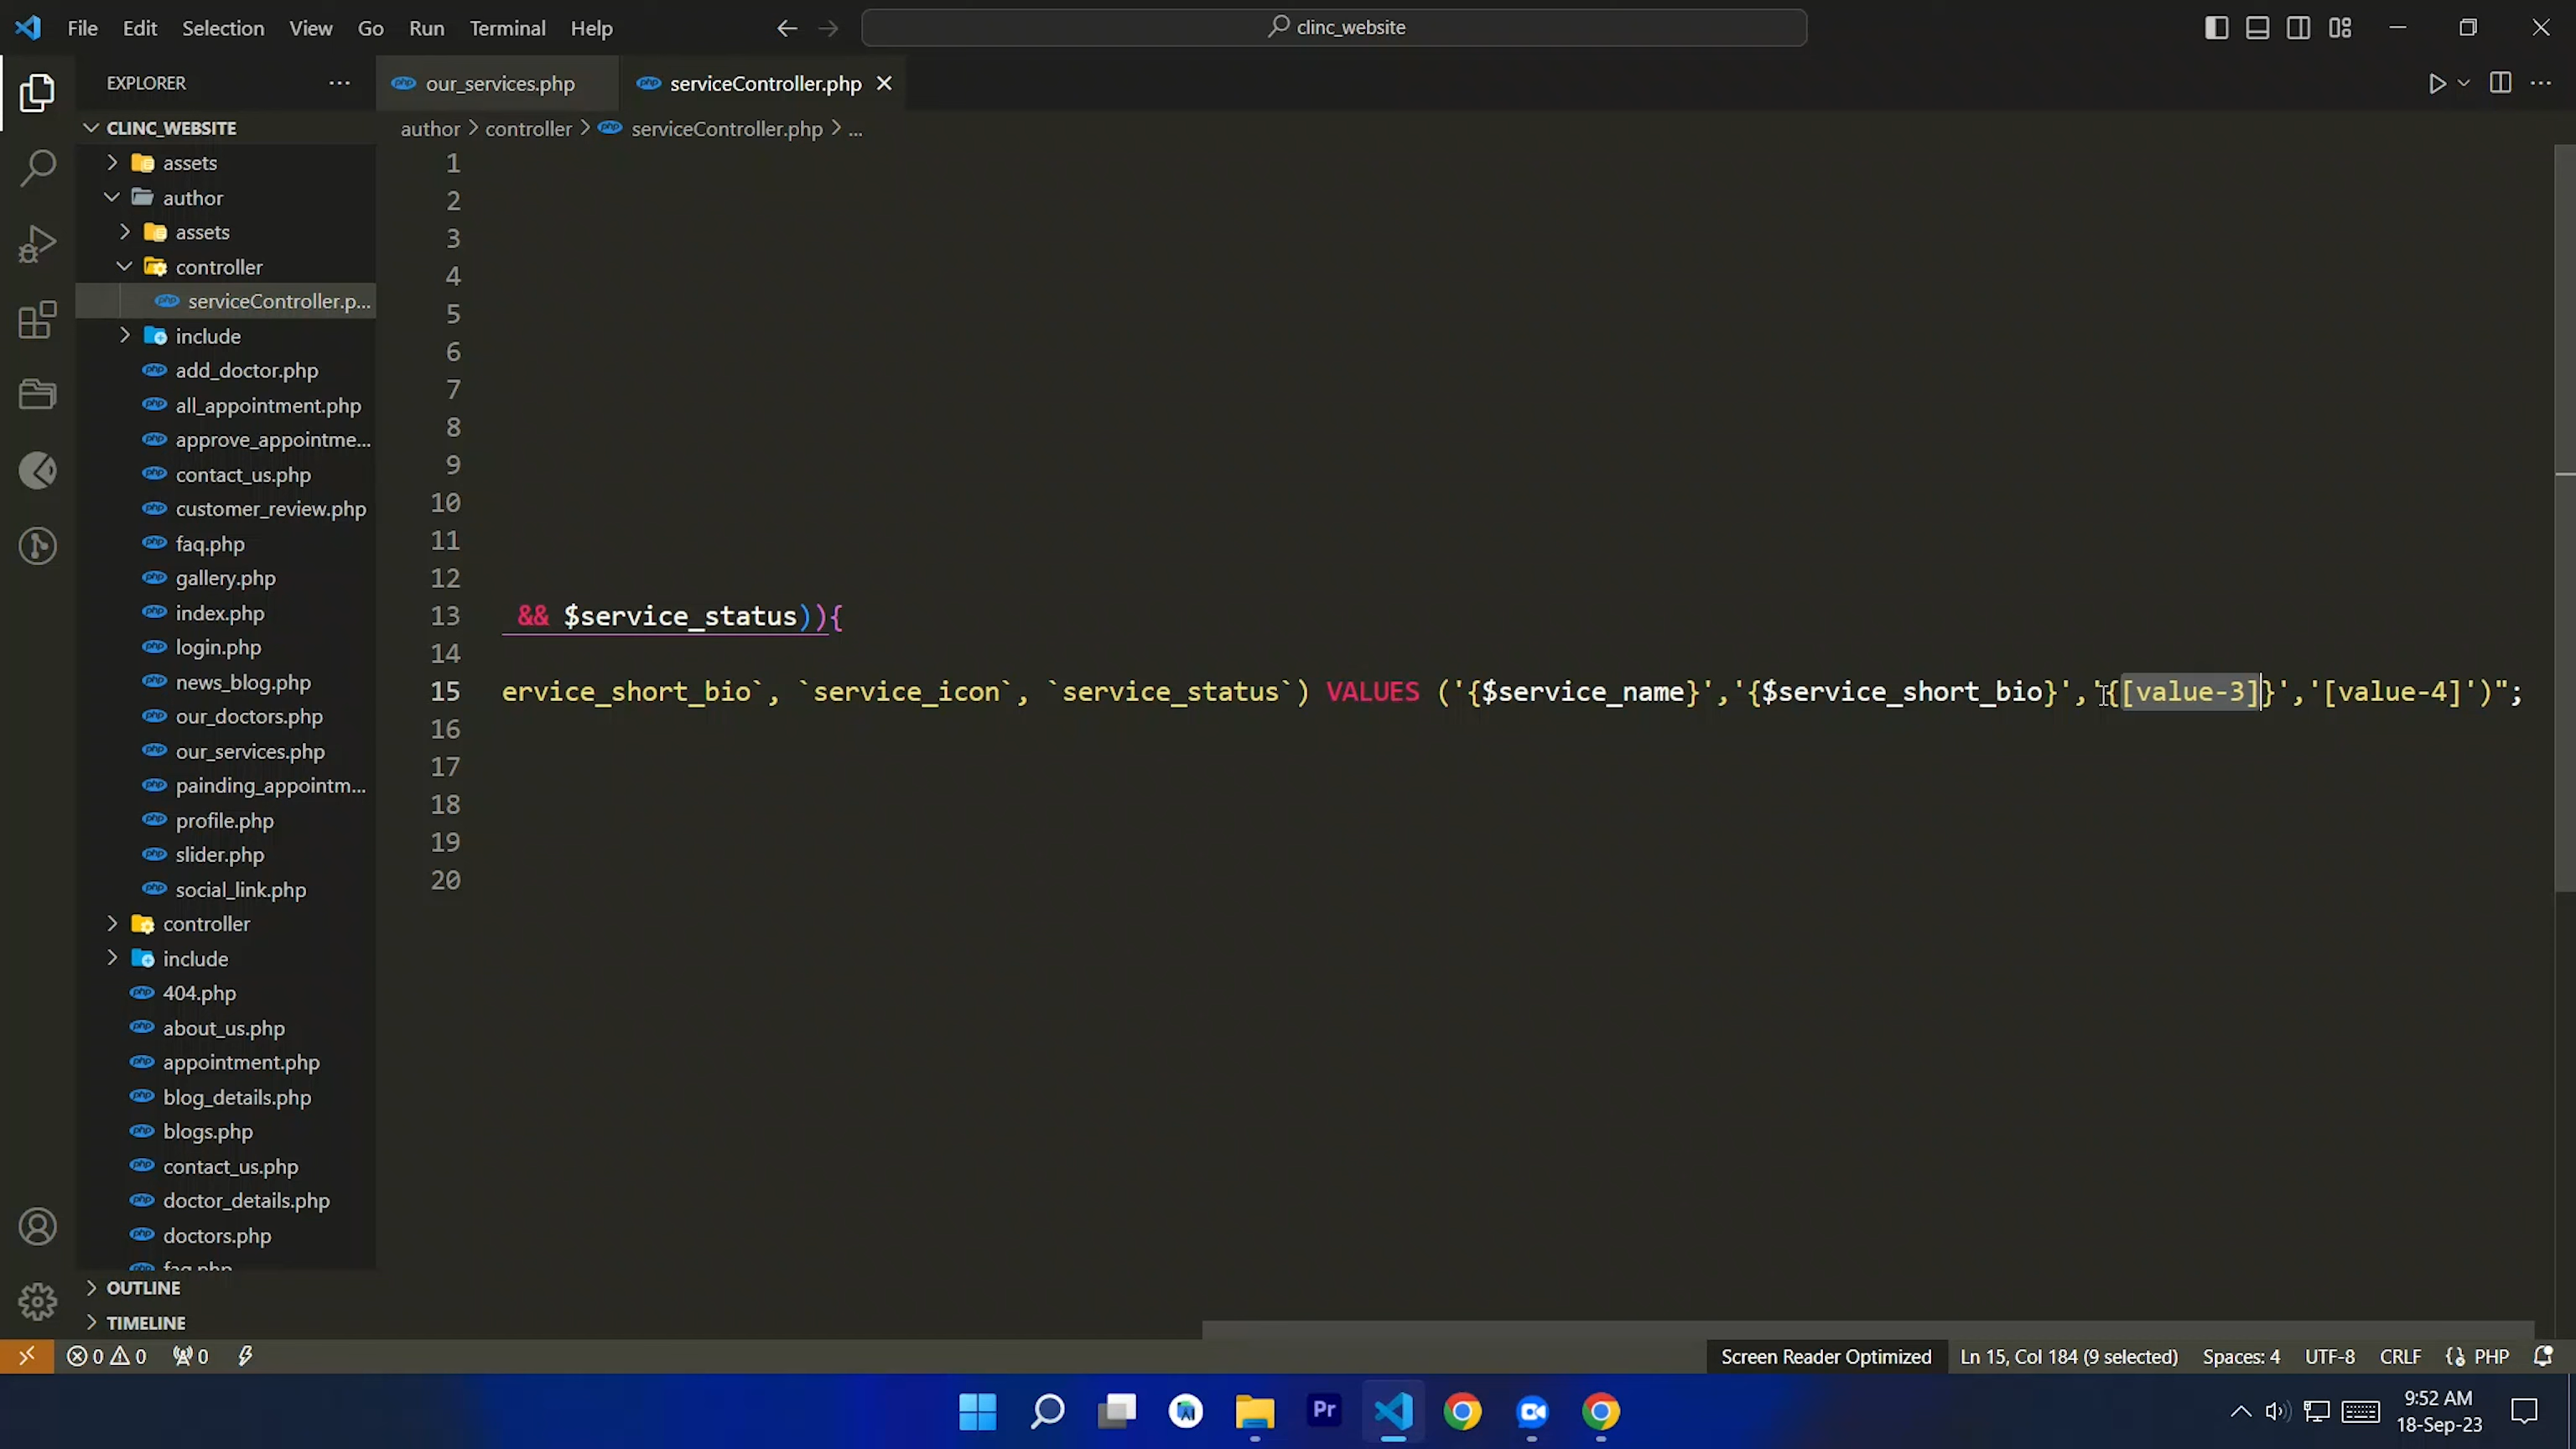 File Edit Selection View Go Run Terminal Help
clinc_website
EXPLORER
our_services.php
serviceController.php
CLINC_WEBSITE
author > controller > serviceController.php > ...
assets
author
assets
controller
serviceController.p...
include
add_doctor.php
all_appointment.php
approve_appointme...
contact_us.php
customer_review.php
faq.php
gallery.php
index.php
login.php
news_blog.php
our_doctors.php
our_services.php
painding_appointm...
profile.php
slider.php
social_link.php
controller
include
404.php
about_us.php
appointment.php
blog_details.php
blogs.php
contact_us.php
doctor_details.php
doctors.php
faq.php
OUTLINE
TIMELINE
1
2
3
4
5
6
7
8
9
10
11
12
13 && $service_status)){
14
15 ervice_short_bio`, `service_icon`, `service_status`) VALUES ('{$service_name}','{$service_short_bio}','{[value-3]}','[value-4]')";
16
17
18
19
20
0 0 0 Screen Reader Optimized Ln 15, Col 184 (9 selected) Spaces: 4 UTF-8 CRLF PHP
Pr
9:52 AM
18-Sep-23